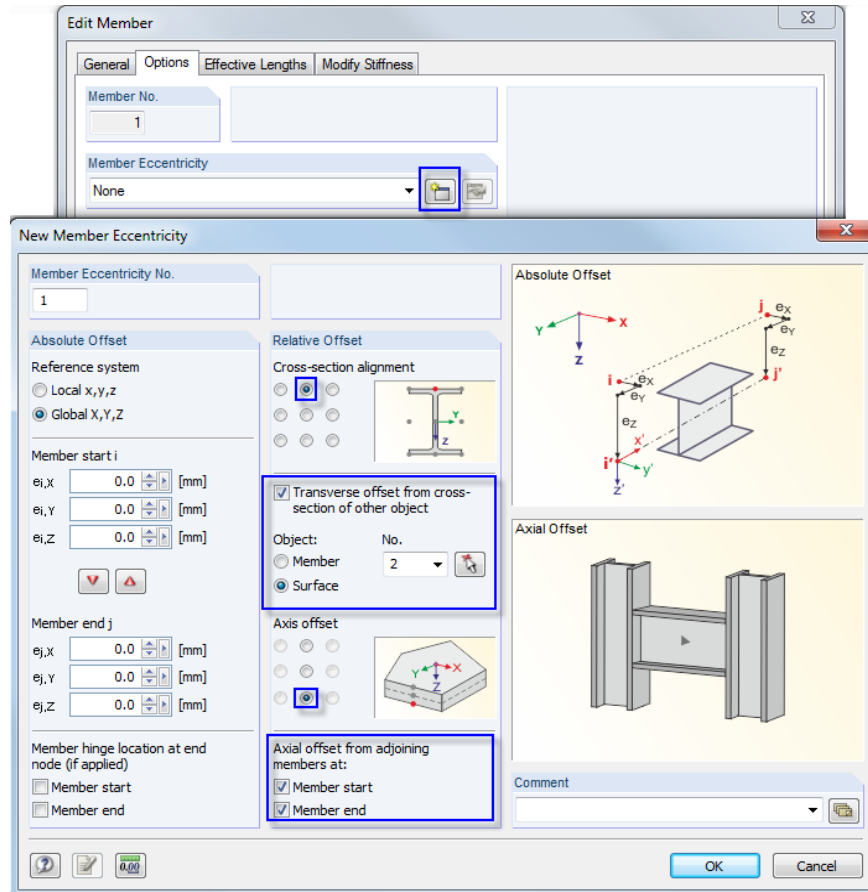 Edit Member
General Options Effective Lengths Modify Stiffness
Member No.
1
Member Eccentricity
None
New Member Eccentricity
Member Eccentricity No.
1
Absolute Offset
Reference system
Local x,y,z
Global X,Y,Z
Member start i
ei,X 0.0 [mm]
ei,Y 0.0 [mm]
ei,Z 0.0 [mm]
Member end j
ej,X 0.0 [mm]
ej,Y 0.0 [mm]
ej,Z 0.0 [mm]
Member hinge location at end
node (if applied)
Member start
Member end
Relative Offset
Cross-section alignment
Y
Z
Transverse offset from cross-
section of other object
Object: No.
Member 2
Surface
Axis offset
Y X
Z
Axial offset from adjoining
members at:
Member start
Member end
Absolute Offset
Y X
Z
j eX
eY
eZ
j'
i eX
eY
eZ
x'
i' y'
z'
Axial Offset
Comment
0.00
OK Cancel